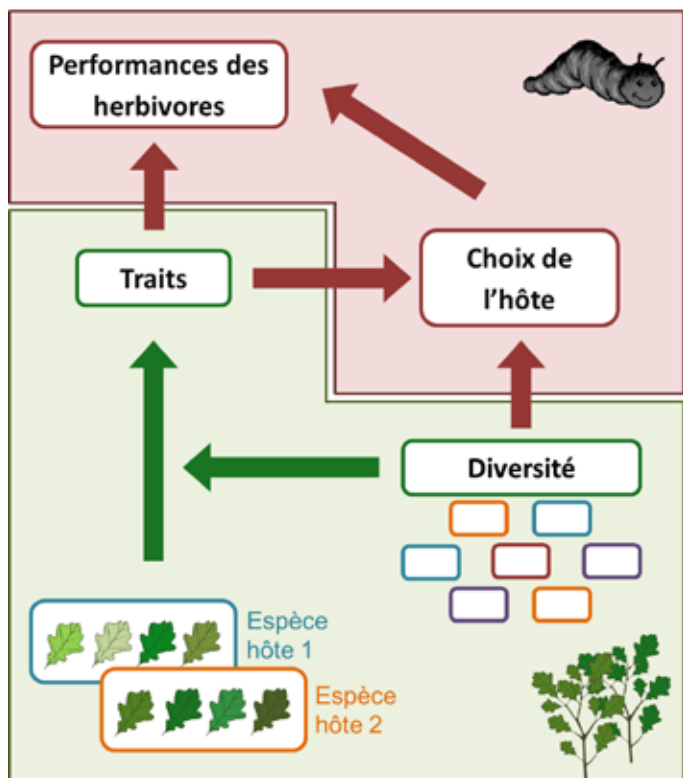 Performances des
herbivores
Traits
Choix de
l'hôte
Diversité
Espèce
hôte 1
Espèce
hôte 2